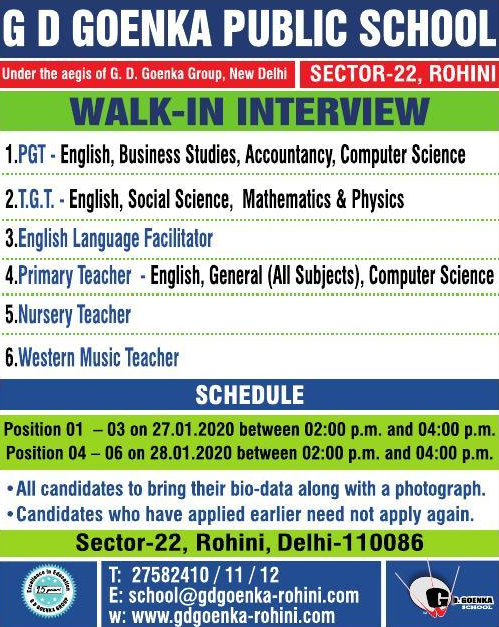 G D GOENKA PUBLIC SCHOOL
Under the aegis of G. D. Goenka Group, New Delhi
SECTOR-22, ROHINI
WALK-IN INTERVIEW
1.PGT - English, Business Studies, Accountancy, Computer Science
2.T.G.T. - English, Social Science, Mathematics & Physics
3.English Language Facilitator
4.Primary Teacher - English, General (All Subjects), Computer Science
5.Nursery Teacher
6.Western Music Teacher
SCHEDULE
Position 01 – 03 on 27.01.2020 between 02:00 p.m. and 04:00 p.m.
Position 04 – 06 on 28.01.2020 between 02:00 p.m. and 04:00 p.m.
•All candidates to bring their bio-data along with a photograph.
•Candidates who have applied earlier need not apply again.
Sector-22, Rohini, Delhi-110086
Excellence in Education
15 years
G D GOENKA GROUP
T: 27582410 / 11 / 12
E: school@gdgoenka-rohini.com
w: www.gdgoenka-rohini.com
G.D. GOENKA
SCHOOL